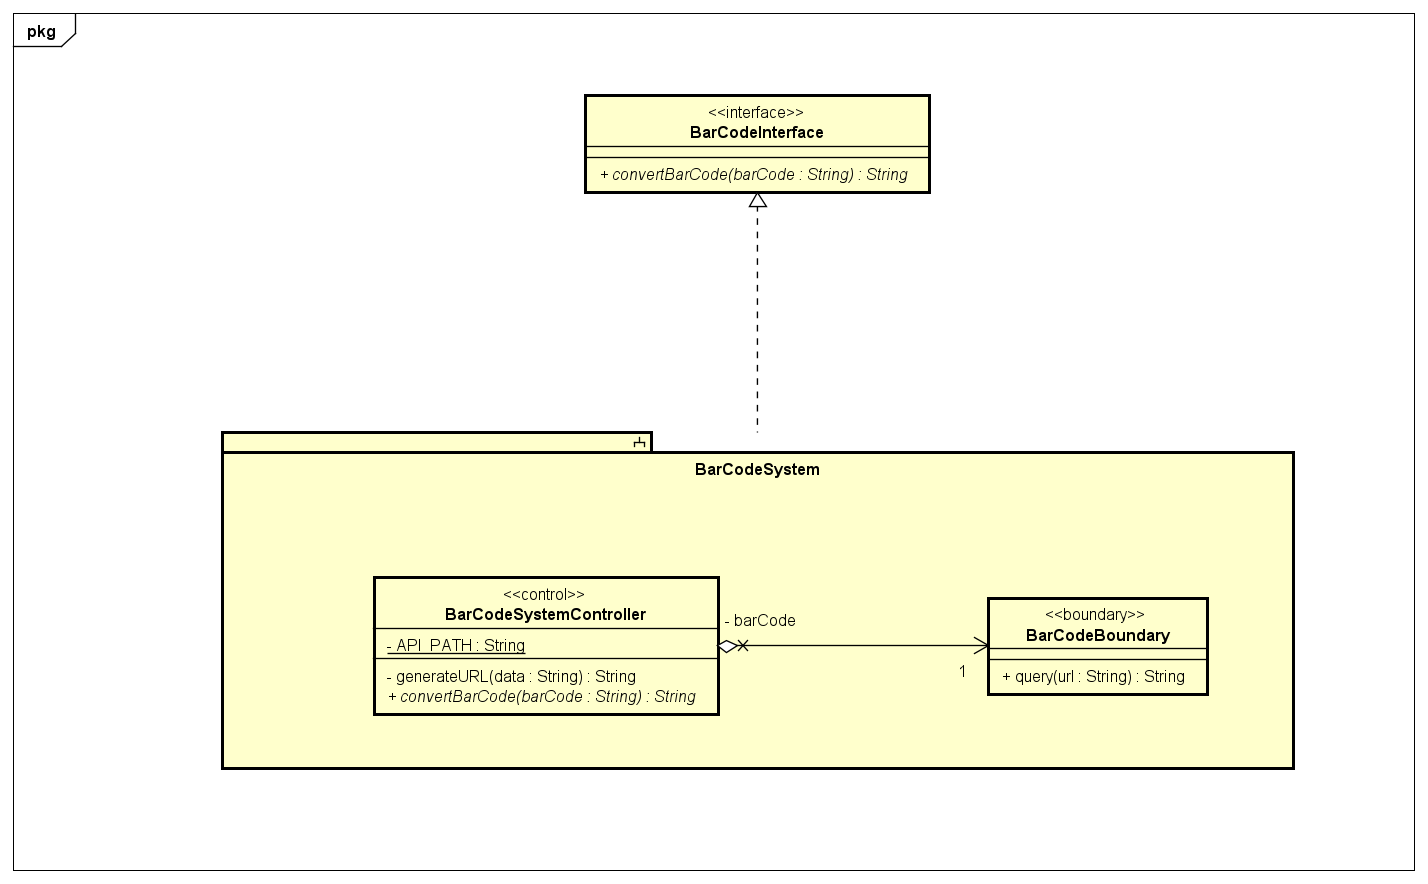 pkg
<<interface>>
BarCodeInterface
+ convertBarCode(barCode : String) : String
BarCodeSystem
<<control>>
BarCodeSystemController
- API_PATH : String
- generateURL(data : String) : String
+ convertBarCode(barCode : String) : String
- barCode
1
<<boundary>>
BarCodeBoundary
+ query(url : String) : String